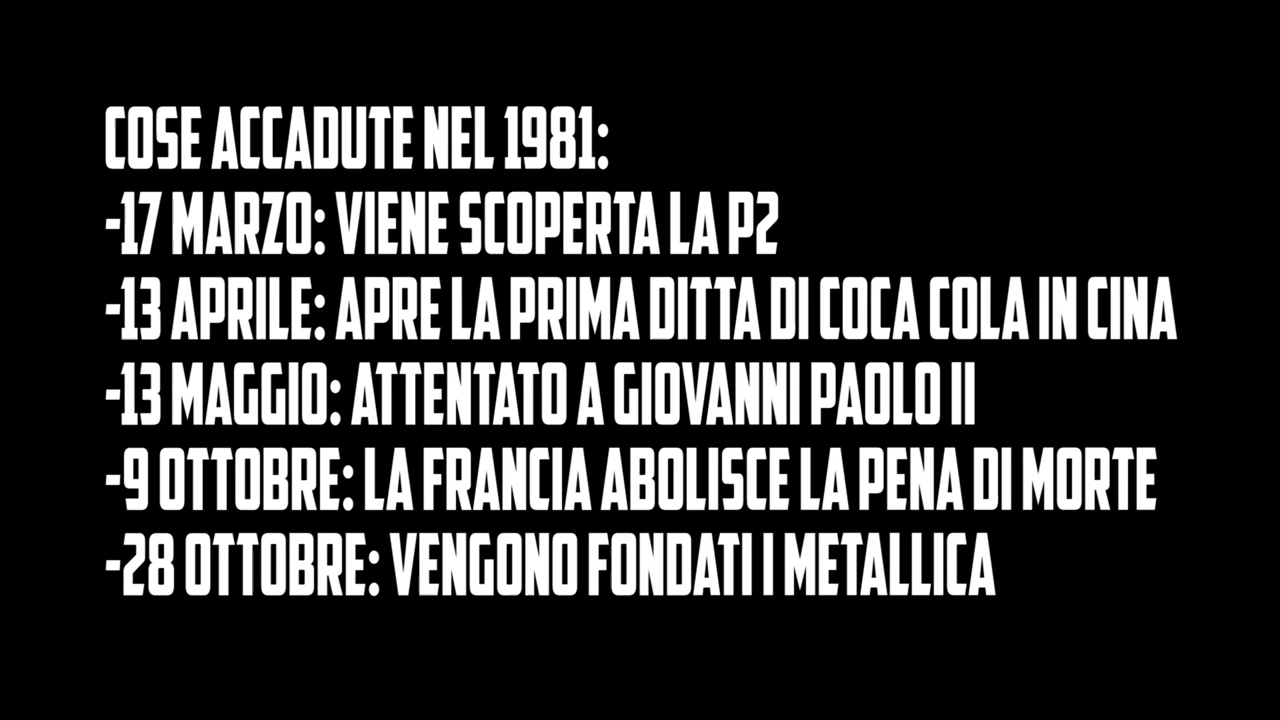 COSE ACCADUTE NEL 1981:
-17 MARZO: VIENE SCOPERTA LA P2
-13 APRILE: APRE LA PRIMA DITTA DI COCA COLA IN CINA
-13 MAGGIO: ATTENTATO A GIOVANNI PAOLO II
-9 OTTOBRE: LA FRANCIA ABOLISCE LA PENA DI MORTE
-28 OTTOBRE: VENGONO FONDATI I METALLICA